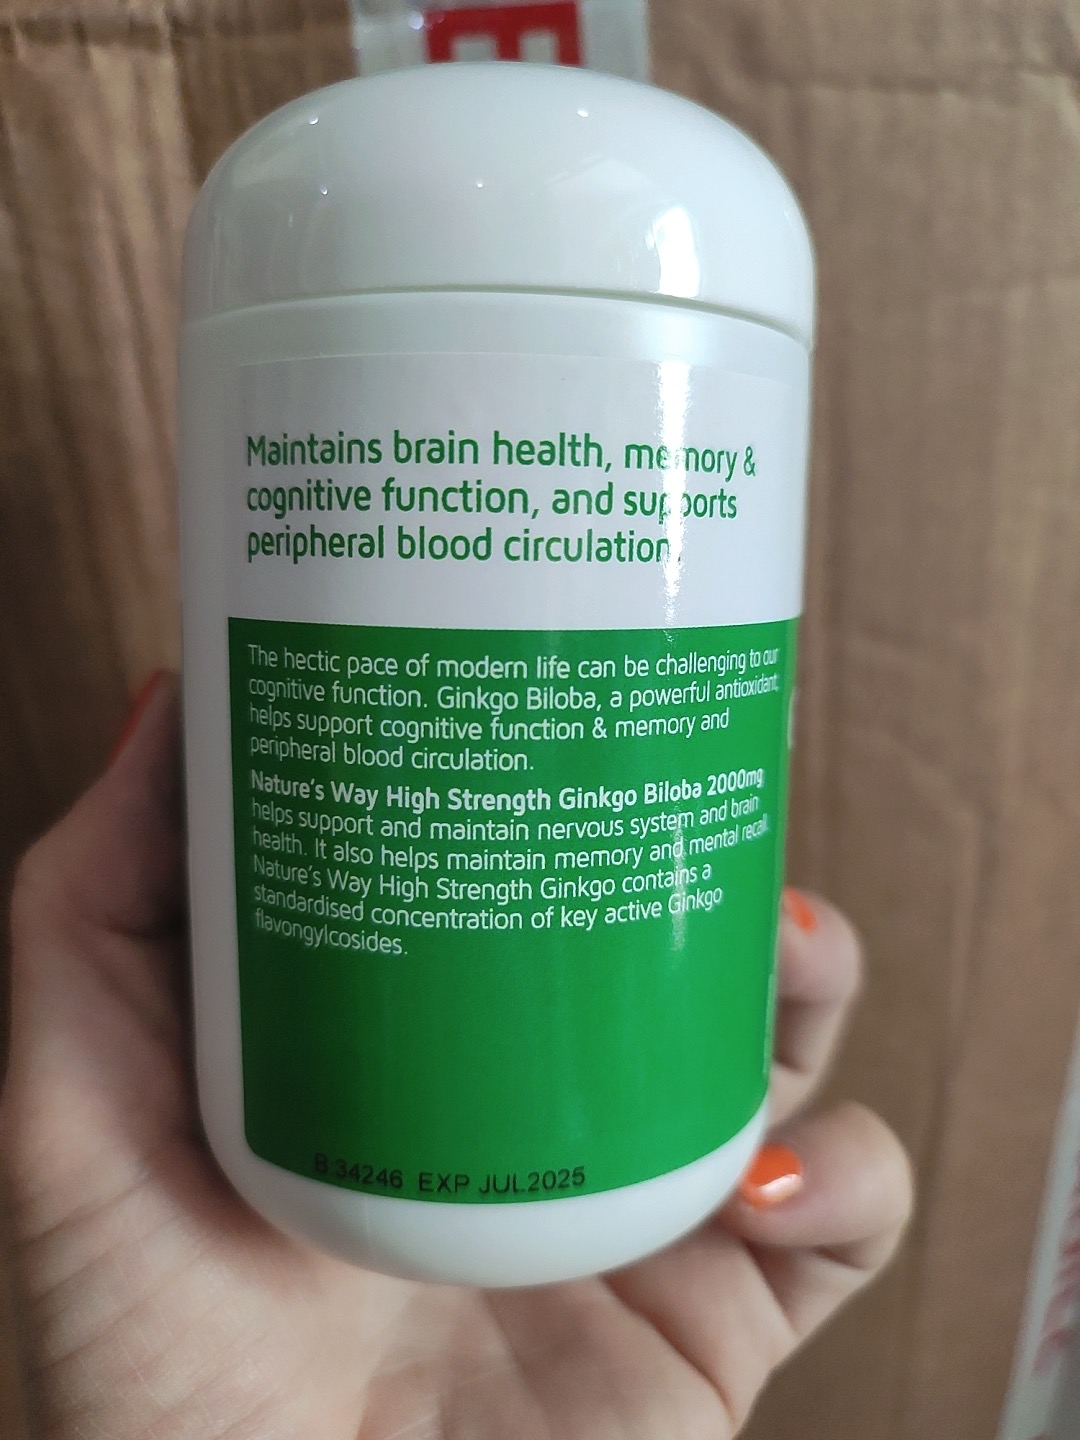 E
Maintains brain health, memory &
cognitive function, and supports
peripheral blood circulation.
The hectic pace of modern life can be challenging to our
cognitive function. Ginkgo Biloba, a powerful antioxidant,
helps support cognitive function & memory and
peripheral blood circulation.
Nature's Way High Strength Ginkgo Biloba 2000mg
helps support and maintain nervous system and brain
health. It also helps maintain memory and mental recall.
Nature's Way High Strength Ginkgo contains a
standardised concentration of key active Ginkgo
flavongylcosides.
B:34246 EXP JUL2025